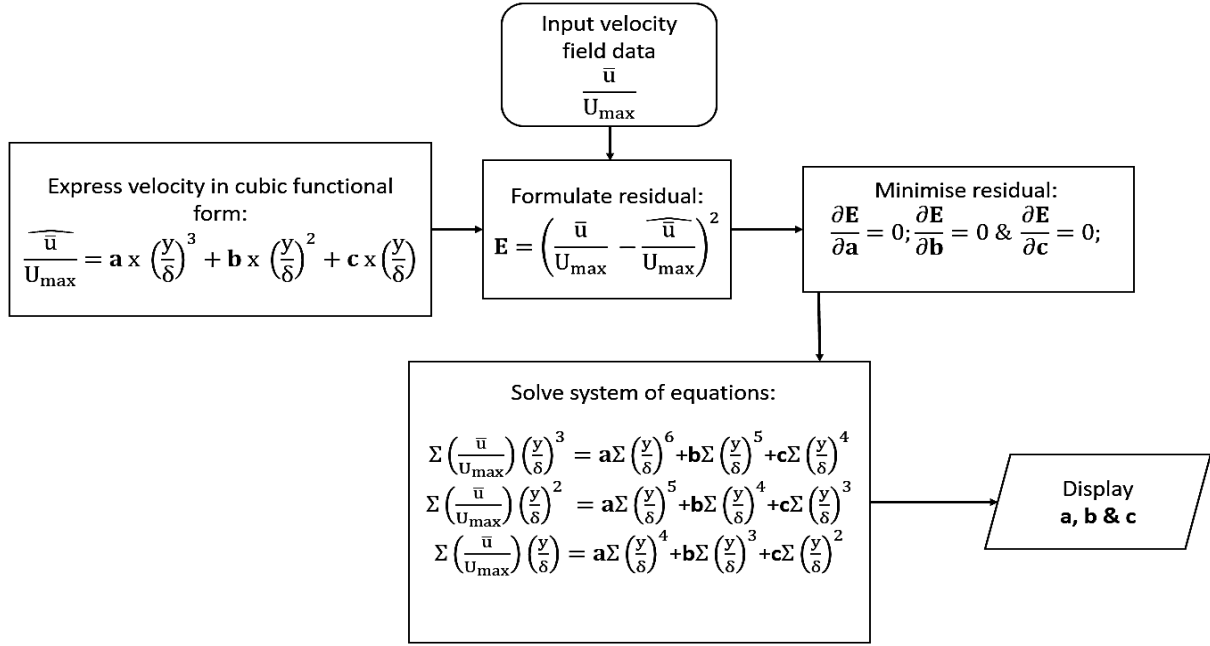 Input velocity
field data
u̅/U_max
Express velocity in cubic functional
form:
\widehat{u̅/U_max} = a x (y/δ)^3 + b x (y/δ)^2 + c x (y/δ)
Formulate residual:
E = (u̅/U_max − \widehat{u̅/U_max})^2
Minimise residual:
∂E/∂a = 0; ∂E/∂b = 0 & ∂E/∂c = 0;
Solve system of equations:
Σ (u̅/U_max) (y/δ)^3 = aΣ (y/δ)^6 +bΣ (y/δ)^5 +cΣ (y/δ)^4
Σ (u̅/U_max) (y/δ)^2 = aΣ (y/δ)^5 +bΣ (y/δ)^4 +cΣ (y/δ)^3
Σ (u̅/U_max) (y/δ) = aΣ (y/δ)^4 +bΣ (y/δ)^3 +cΣ (y/δ)^2
Display
a, b & c